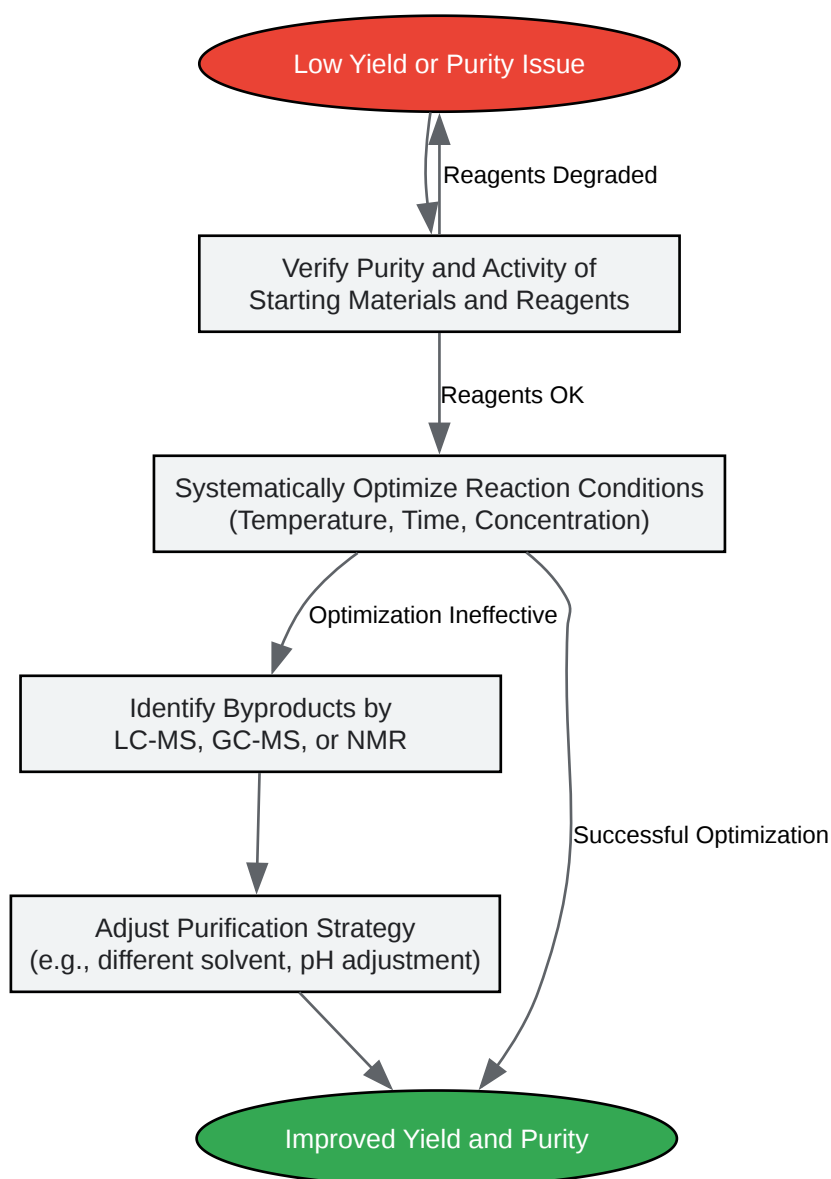 Low Yield or Purity Issue
Reagents Degraded
Verify Purity and Activity of
Starting Materials and Reagents
Reagents OK
Systematically Optimize Reaction Conditions
(Temperature, Time, Concentration)
Optimization Ineffective
Identify Byproducts by
LC-MS, GC-MS, or NMR
Successful Optimization
Adjust Purification Strategy
(e.g., different solvent, pH adjustment)
Improved Yield and Purity